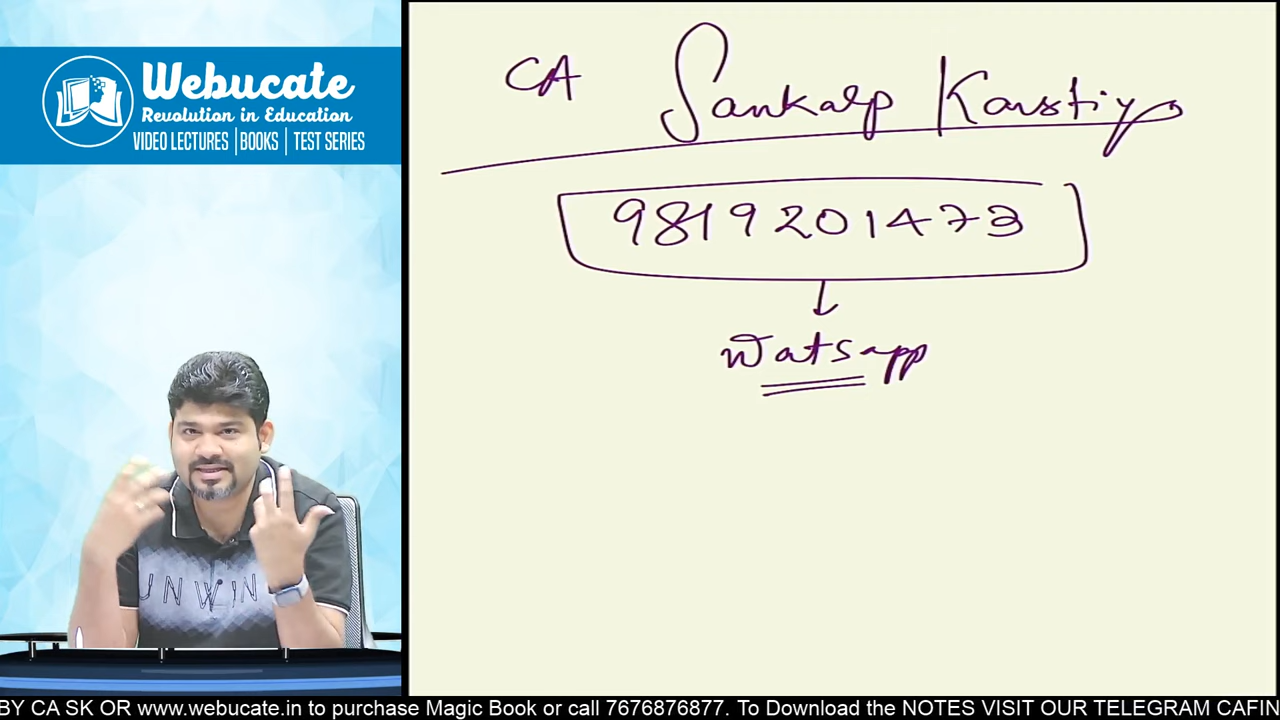 Webucate
Revolution in Education
VIDEO LECTURES | BOOKS | TEST SERIES
CA Sankalp Kanstiya
9819201473
Watsapp
UNWIN
BY CA SK OR www.webucate.in to purchase Magic Book or call 7676876877. To Download the NOTES VISIT OUR TELEGRAM CAFIN